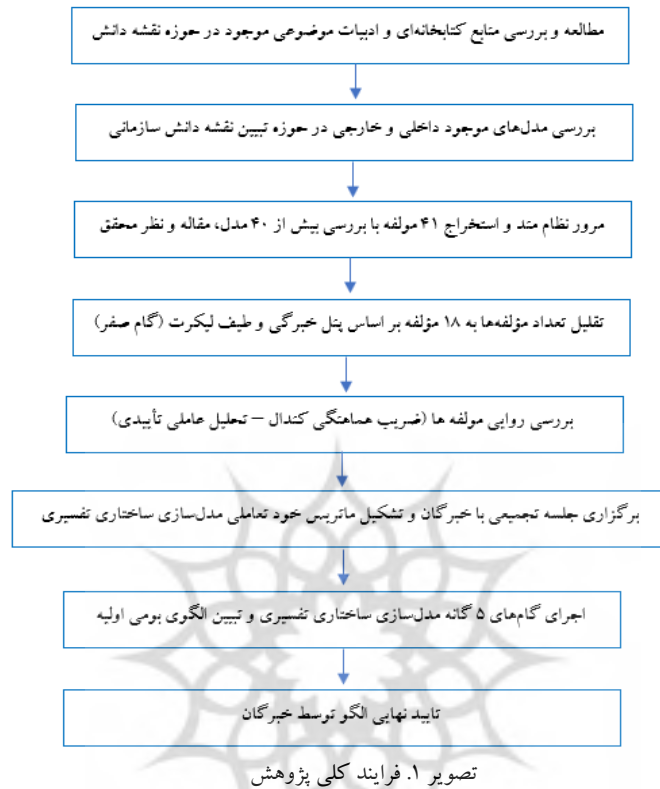 مطالعه و بررسی منابع کتابخانه‌ای و ادبیات موضوعی موجود در حوزه نقشه دانش
بررسی مدل‌های موجود داخلی و خارجی در حوزه تبیین نقشه دانش سازمانی
مرور نظام مند و استخراج ۴۱ مولفه با بررسی بیش از ۴۰ مدل، مقاله و نظر محقق
تقلیل تعداد مؤلفه‌ها به ۱۸ مؤلفه بر اساس پنل خبرگی و طیف لیکرت (گام صفر)
بررسی روایی مولفه ها (ضریب هماهنگی کندال – تحلیل عاملی تأییدی)
برگزاری جلسه تجمیعی با خبرگان و تشکیل ماتریس خود تعاملی مدل‌سازی ساختاری تفسیری
اجرای گام‌های ۵ گانه مدل‌سازی ساختاری تفسیری و تبیین الگوی بومی اولیه
تایید نهایی الگو توسط خبرگان
تصویر ۱. فرایند کلی پژوهش